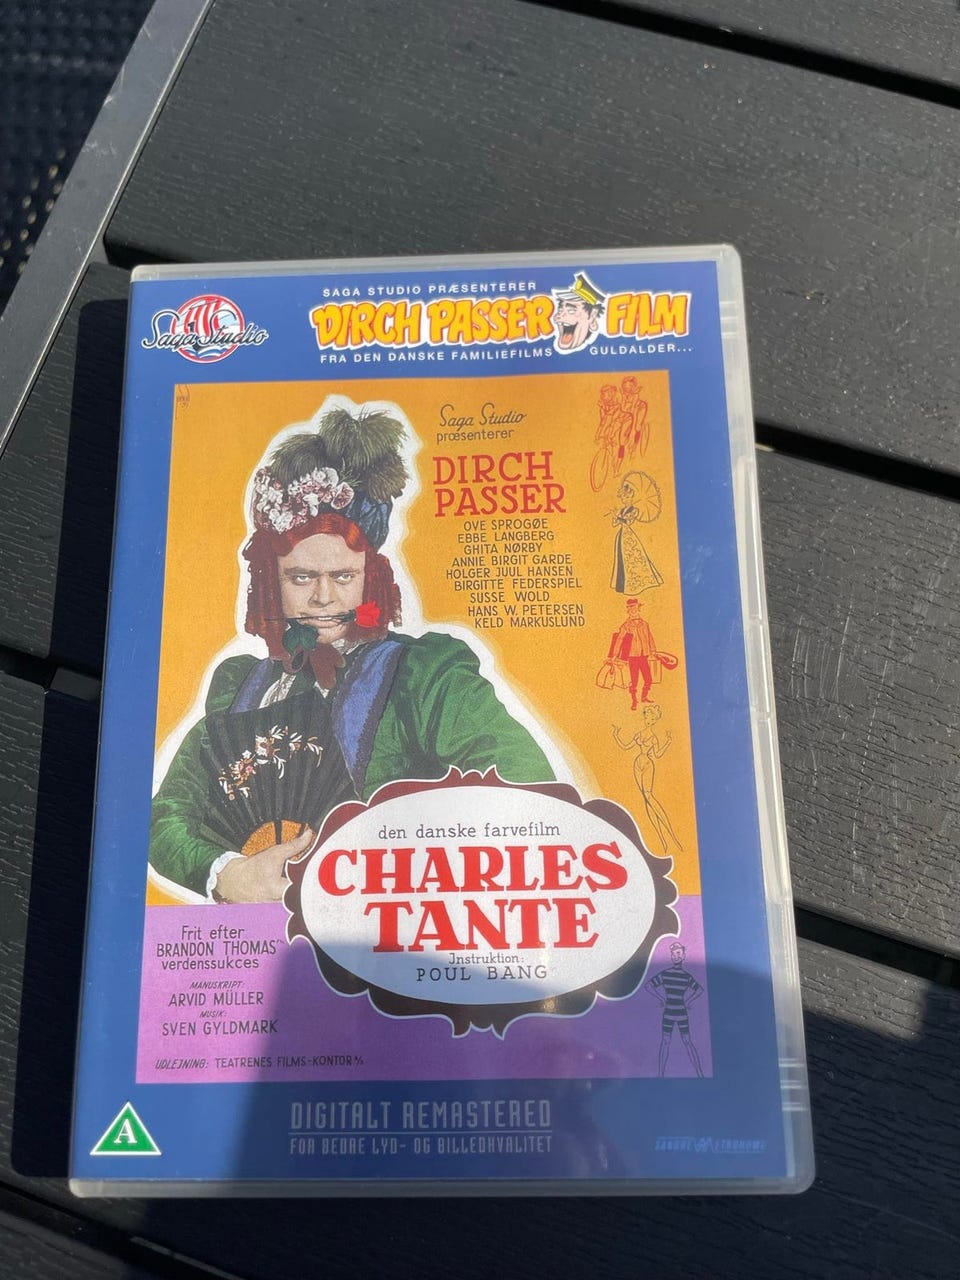 Saga Studio
SAGA STUDIO PRÆSENTERER
DIRCH PASSER FILM
FRA DEN DANSKE FAMILIEFILMS GULDALDER...
Saga Studio
præsenterer
DIRCH
PASSER
OVE SPROGØE
EBBE LANGBERG
GHITA NØRBY
ANNIE BIRGIT GARDE
HOLGER JUUL HANSEN
BIRGITTE FEDERSPIEL
SUSSE WOLD
HANS W. PETERSEN
KELD MARKUSLUND
den danske farvefilm
CHARLES
TANTE
Instruktion:
POUL BANG
Frit efter
BRANDON THOMAS'
verdenssukces
MANUSKRIPT:
ARVID MÜLLER
MUSIK:
SVEN GYLDMARK
UDLEJNING: TEATRENES FILMS-KONTOR A/S
DIGITALT REMASTERED
FOR BEDRE LYD- OG BILLEDKVALITET
A
SANDREW METRONOME